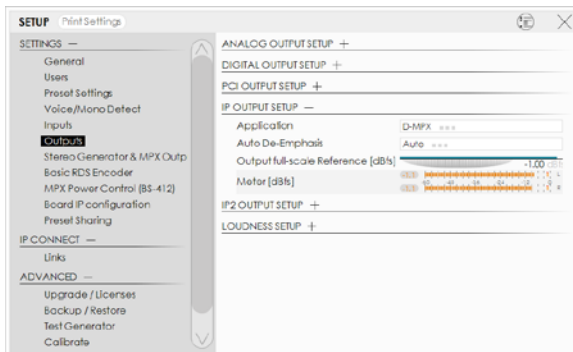 SETUP Print Settings
SETTINGS —
General
Users
Preset Settings
Voice/Mono Detect
Inputs
Outputs
Stereo Generator & MPX Outp
Basic RDS Encoder
MPX Power Control (BS-412)
Board IP configuration
Preset Sharing
IP CONNECT —
Links
ADVANCED —
Upgrade / Licenses
Backup / Restore
Test Generator
Calibrate
ANALOG OUTPUT SETUP +
DIGITAL OUTPUT SETUP +
PCI OUTPUT SETUP +
IP OUTPUT SETUP —
Application D-MPX
Auto De-Emphasis Auto
Output full-scale Reference [dBfs] -1.00
Meter [dBfs]
IP2 OUTPUT SETUP +
LOUDNESS SETUP +